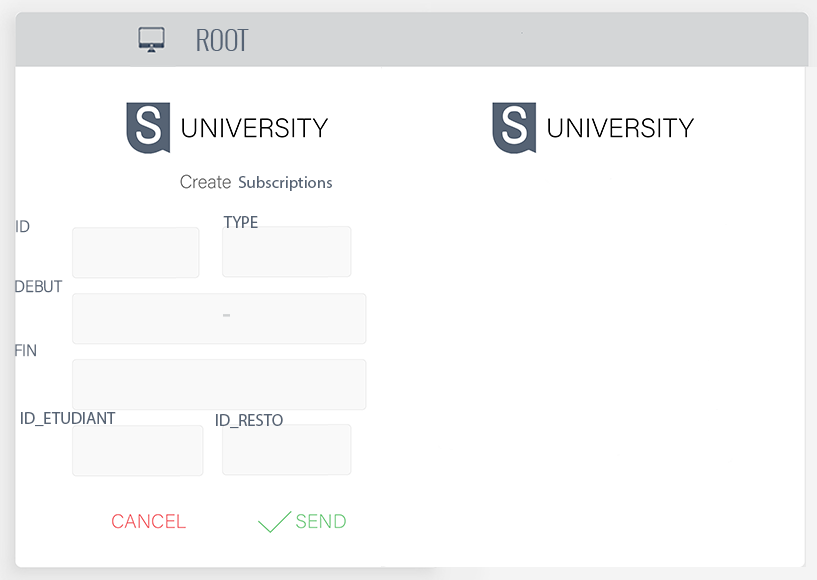 ROOT
S UNIVERSITY
S UNIVERSITY
Create Subscriptions
ID
TYPE
DEBUT
-
FIN
ID_ETUDIANT
ID_RESTO
CANCEL
SEND